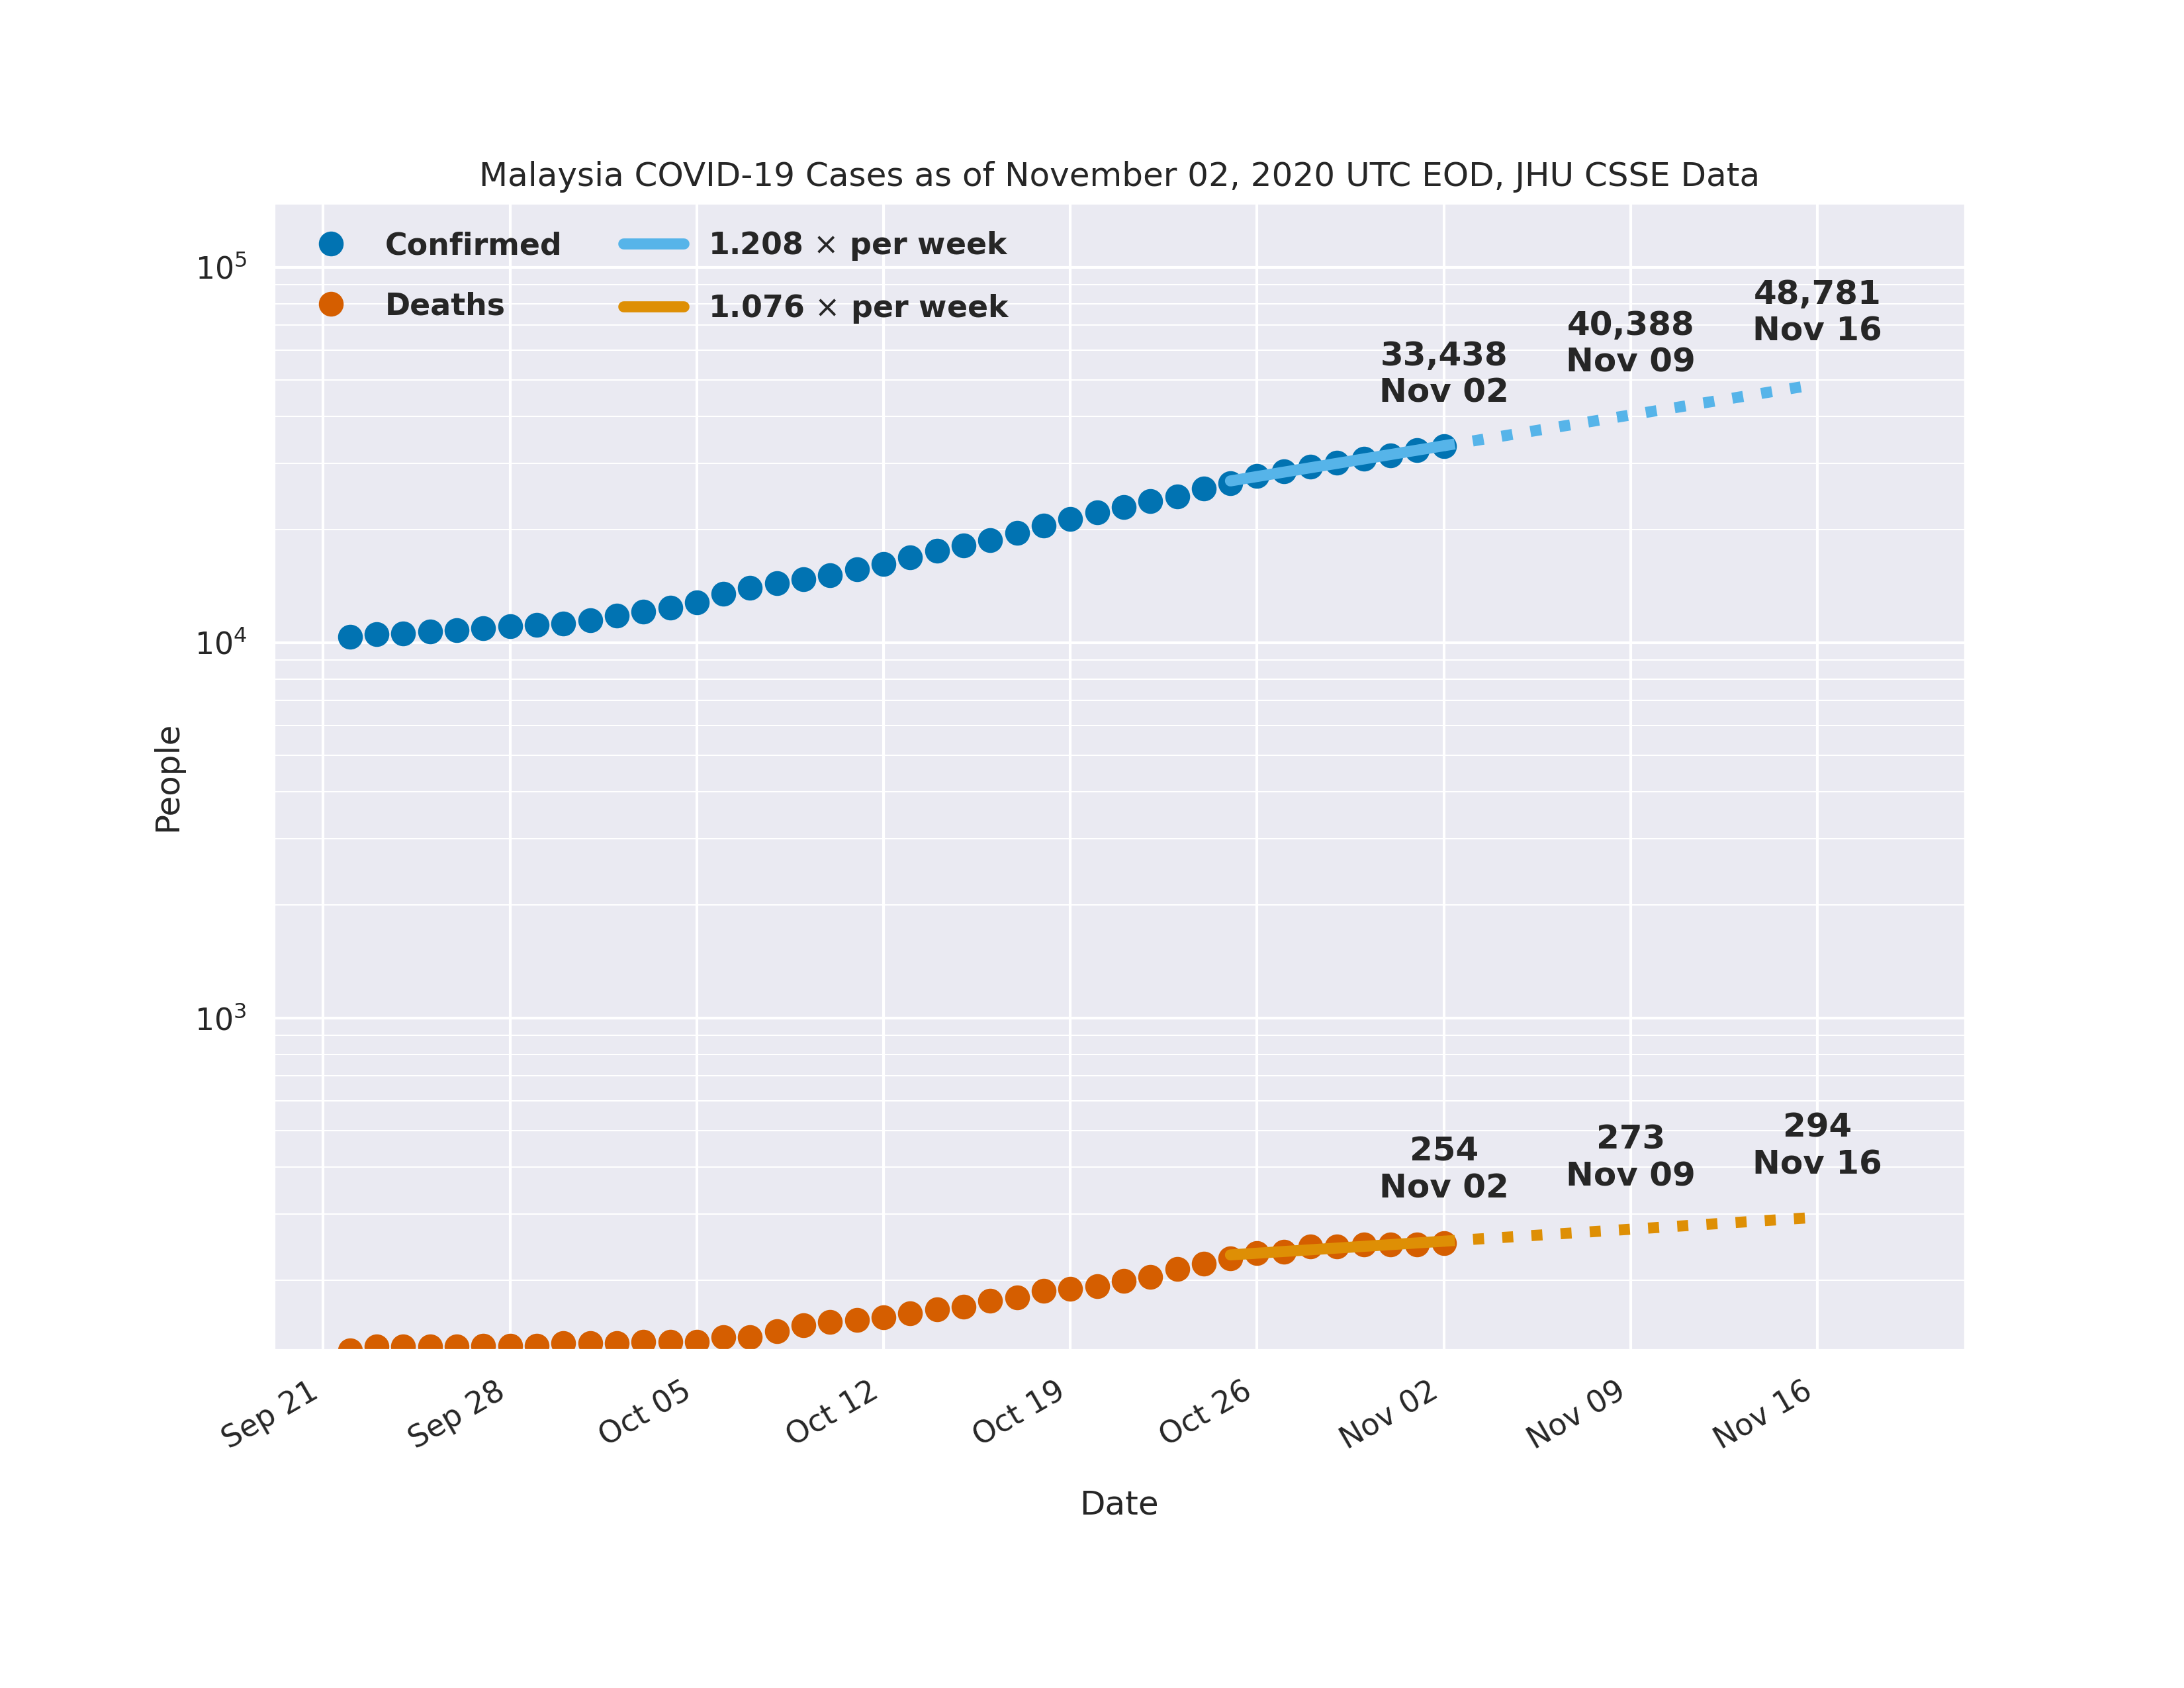 Malaysia COVID-19 Cases as of November 02, 2020 UTC EOD, JHU CSSE Data
Confirmed
Deaths
1.208 × per week
1.076 × per week
48,781
Nov 16
40,388
Nov 09
33,438
Nov 02
294
Nov 16
273
Nov 09
254
Nov 02
10⁵
10⁴
10³
People
Sep 21
Sep 28
Oct 05
Oct 12
Oct 19
Oct 26
Nov 02
Nov 09
Nov 16
Date